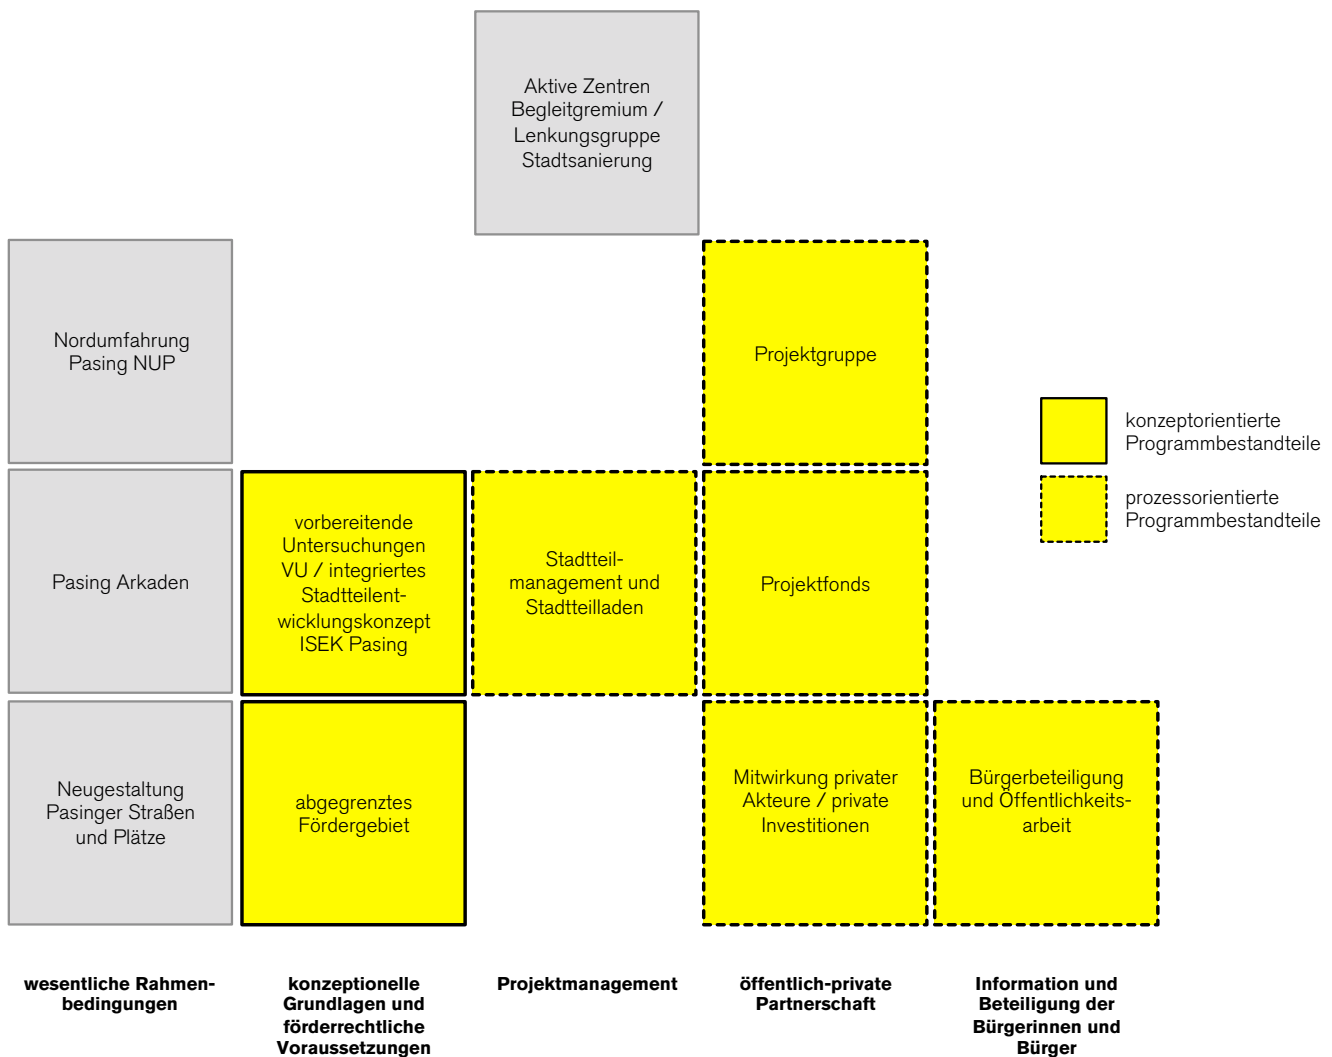 Aktive Zentren
Begleitgremium /
Lenkungsgruppe
Stadtsanierung
Nordumfahrung
Pasing NUP
Projektgruppe
konzeptorientierte
Programmbestandteile
prozessorientierte
Programmbestandteile
Pasing Arkaden
vorbereitende
Untersuchungen
VU / integriertes
Stadtteilent-
wicklungskonzept
ISEK Pasing
Stadtteil-
management und
Stadtteilladen
Projektfonds
Neugestaltung
Pasinger Straßen
und Plätze
abgegrenztes
Fördergebiet
Mitwirkung privater
Akteure / private
Investitionen
Bürgerbeteiligung
und Öffentlichkeits-
arbeit
wesentliche Rahmen-
bedingungen
konzeptionelle
Grundlagen und
förderrechtliche
Voraussetzungen
Projektmanagement
öffentlich-private
Partnerschaft
Information und
Beteiligung der
Bürgerinnen und
Bürger